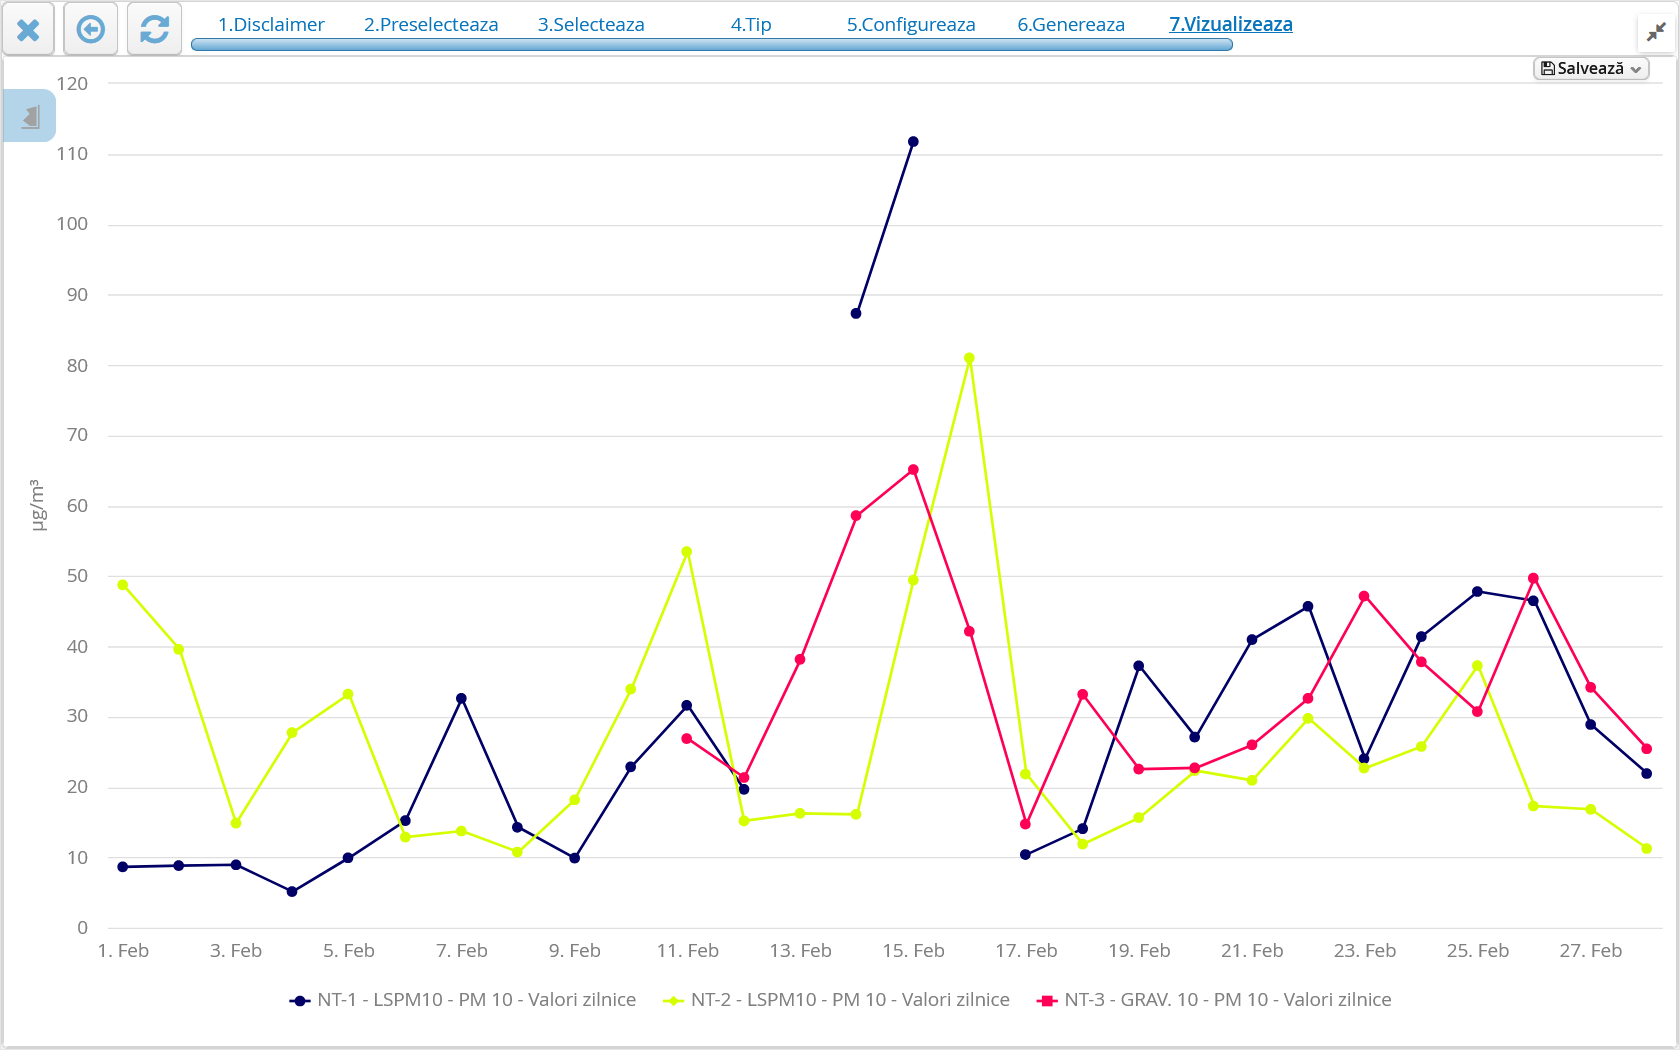 1.Disclaimer 2.Preselecteaza 3.Selecteaza 4.Tip 5.Configureaza 6.Genereaza 7.Vizualizeaza
Salvează
120
110
100
90
80
70
60
50
40
30
20
10
0
µg/m³
1. Feb 3. Feb 5. Feb 7. Feb 9. Feb 11. Feb 13. Feb 15. Feb 17. Feb 19. Feb 21. Feb 23. Feb 25. Feb 27. Feb
NT-1 - LSPM10 - PM 10 - Valori zilnice NT-2 - LSPM10 - PM 10 - Valori zilnice NT-3 - GRAV. 10 - PM 10 - Valori zilnice